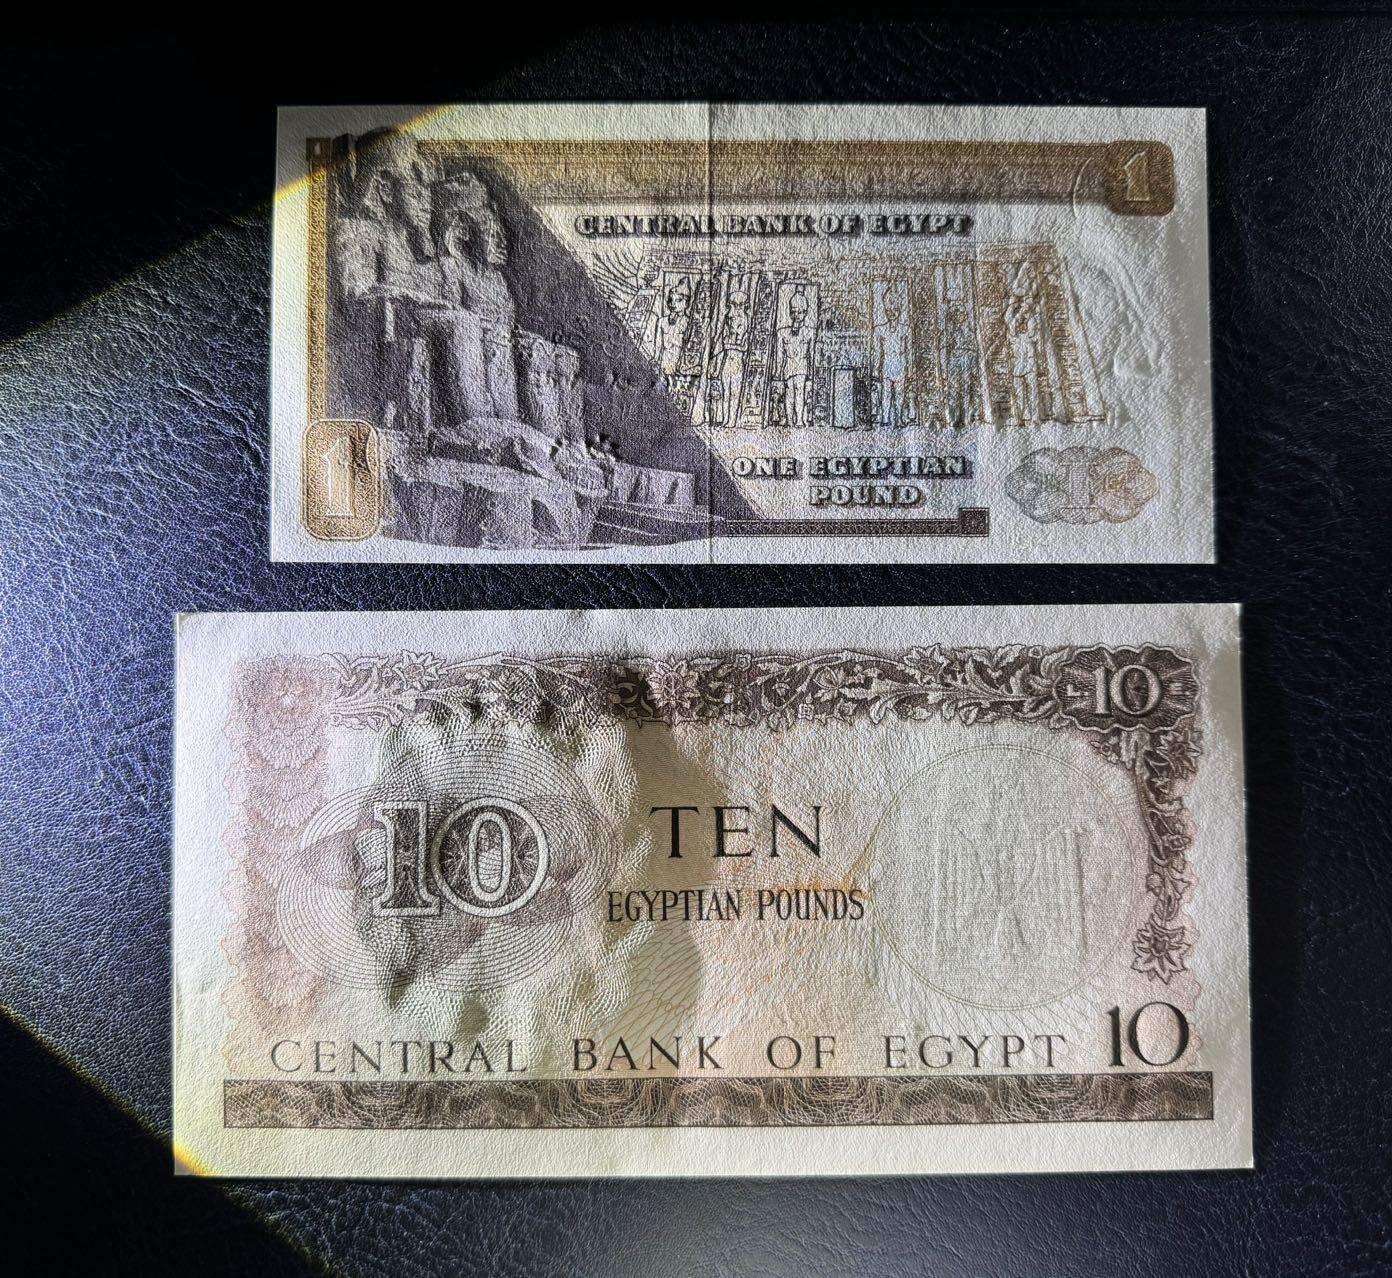 1
CENTRAL BANK OF EGYPT
ONE EGYPTIAN
POUND
1
1
10
10
TEN
EGYPTIAN POUNDS
CENTRAL BANK OF EGYPT 10